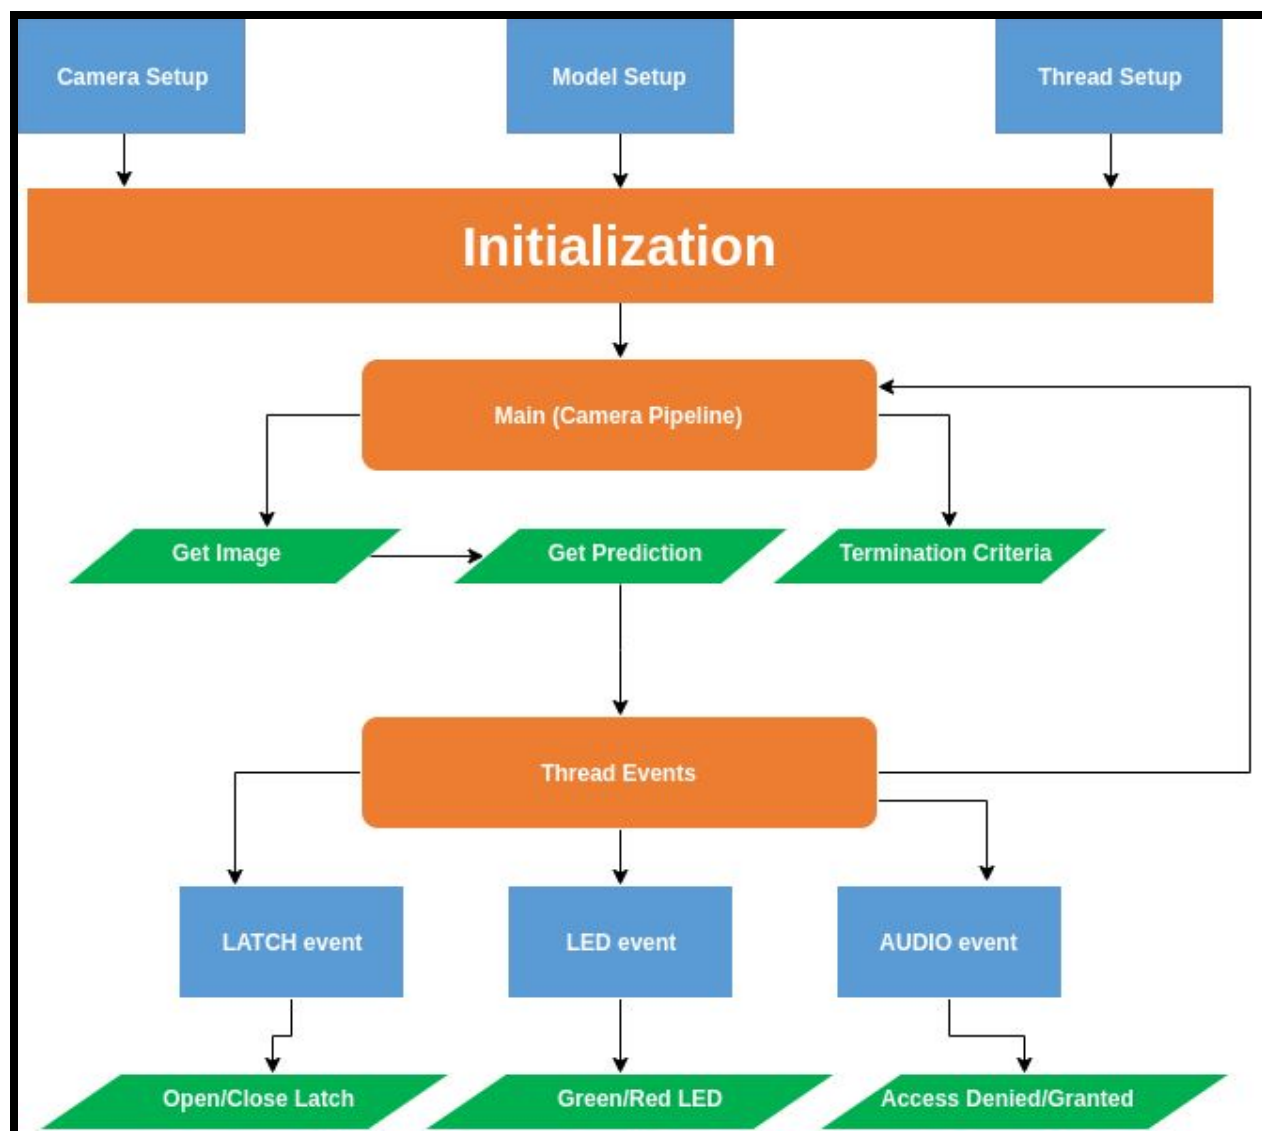 Camera Setup
Model Setup
Thread Setup
Initialization
Main (Camera Pipeline)
Get Image
Get Prediction
Termination Criteria
Thread Events
LATCH event
LED event
AUDIO event
Open/Close Latch
Green/Red LED
Access Denied/Granted